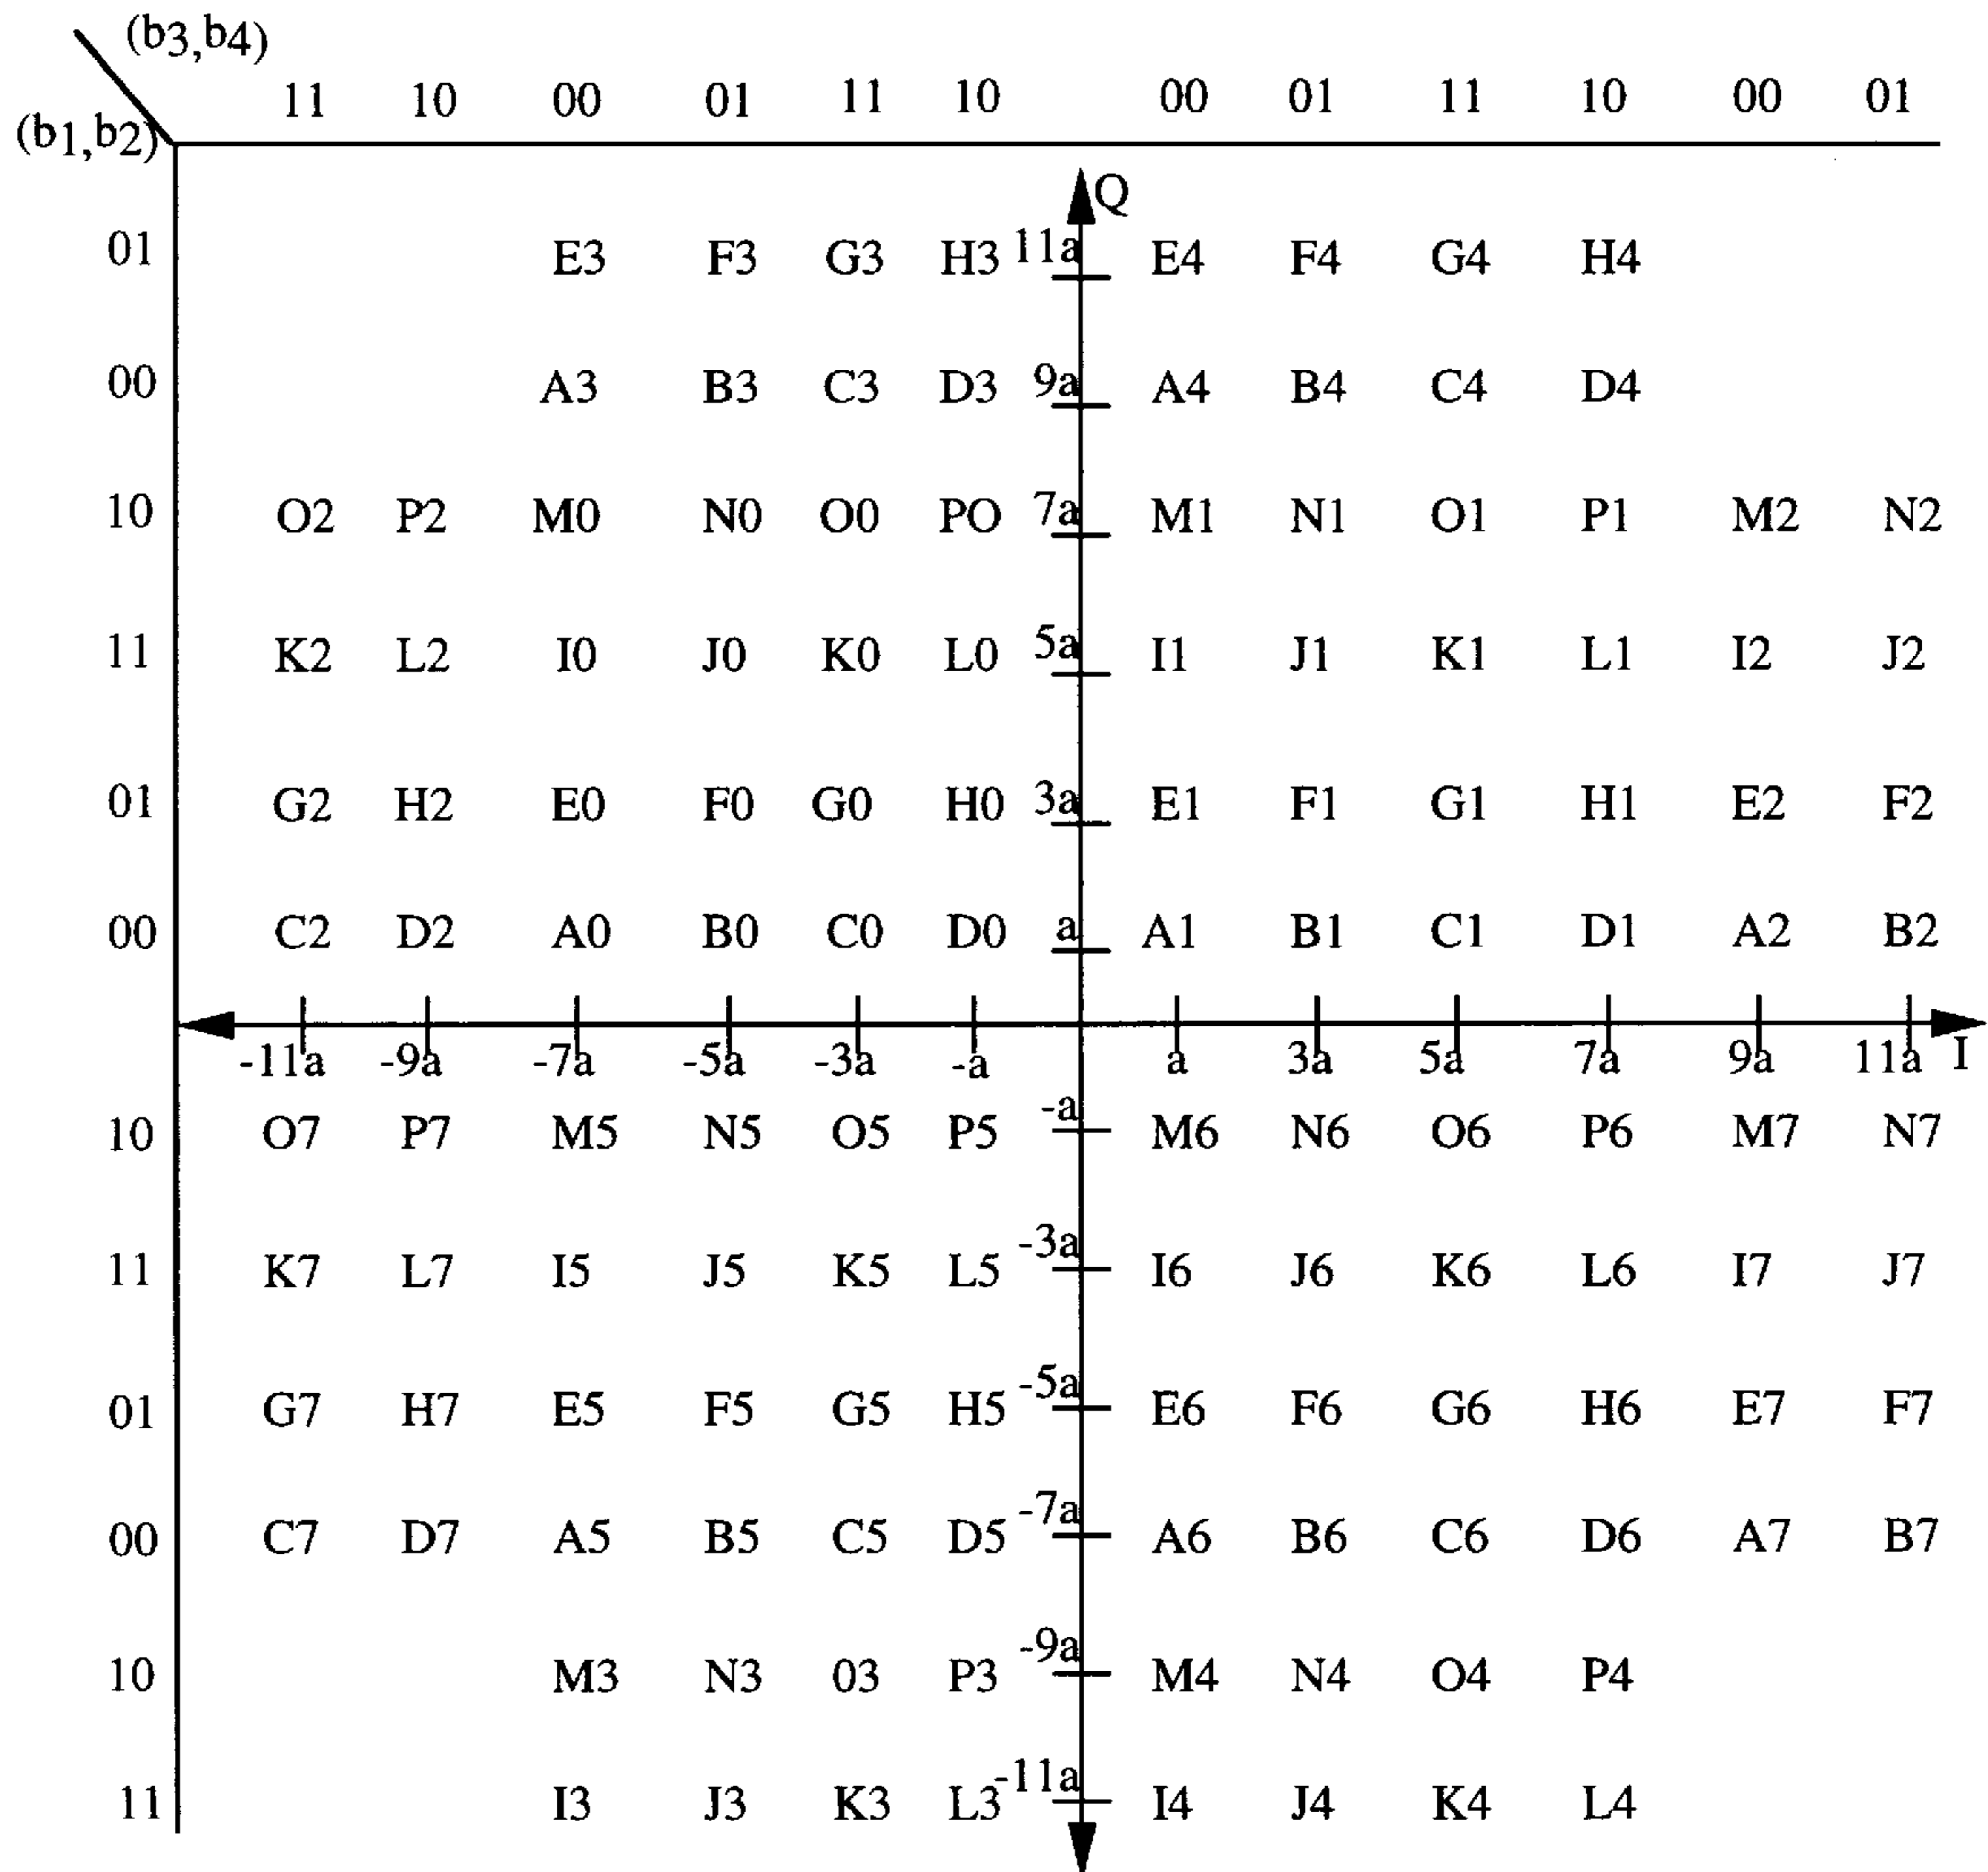 (b3,b4)
11 10 00 01 11 10 00 01 11 10 00 01
(b1,b2)
Q
01 E3 F3 G3 H3 11a E4 F4 G4 H4
00 A3 B3 C3 D3 9a A4 B4 C4 D4
10 O2 P2 M0 N0 O0 PO 7a M1 N1 O1 P1 M2 N2
11 K2 L2 I0 J0 K0 L0 5a I1 J1 K1 L1 I2 J2
01 G2 H2 E0 F0 G0 H0 3a E1 F1 G1 H1 E2 F2
00 C2 D2 A0 B0 C0 D0 a A1 B1 C1 D1 A2 B2
-11a -9a -7a -5a -3a -a a 3a 5a 7a 9a 11a I
10 O7 P7 M5 N5 O5 P5 -a M6 N6 O6 P6 M7 N7
11 K7 L7 I5 J5 K5 L5 -3a I6 J6 K6 L6 I7 J7
01 G7 H7 E5 F5 G5 H5 -5a E6 F6 G6 H6 E7 F7
00 C7 D7 A5 B5 C5 D5 -7a A6 B6 C6 D6 A7 B7
10 M3 N3 03 P3 -9a M4 N4 O4 P4
11 I3 J3 K3 L3 -11a I4 J4 K4 L4